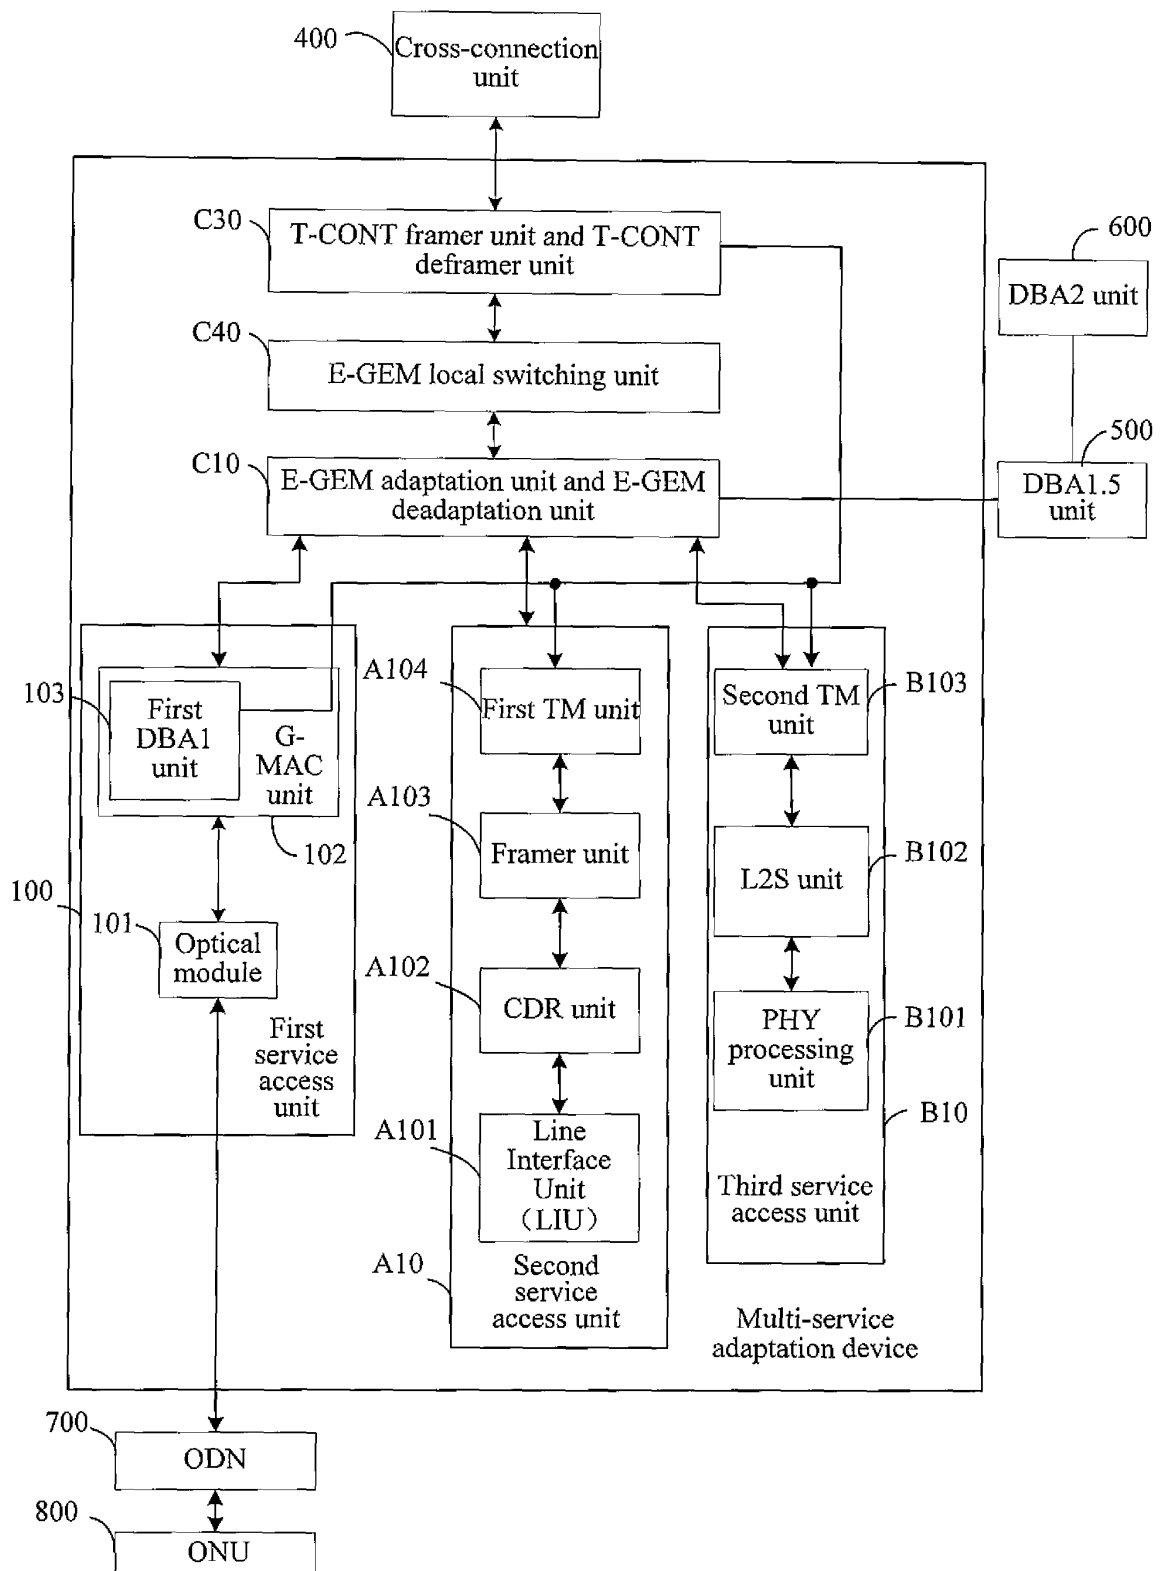 400
Cross-connection
unit
C30
T-CONT framer unit and T-CONT
deframer unit
600
DBA2 unit
C40
E-GEM local switching unit
500
C10
E-GEM adaptation unit and E-GEM
deadaptation unit
DBA1.5
unit
103
First
DBA1
unit
G-
MAC
unit
102
100
101
Optical
module
First
service
access
unit
A104
First TM unit
A103
Framer unit
A102
CDR unit
A101
Line
Interface
Unit
(LIU)
A10
Second
service
access unit
Second TM
unit
B103
L2S unit
B102
PHY
processing
unit
B101
B10
Third service
access unit
Multi-service
adaptation device
700
ODN
800
ONU